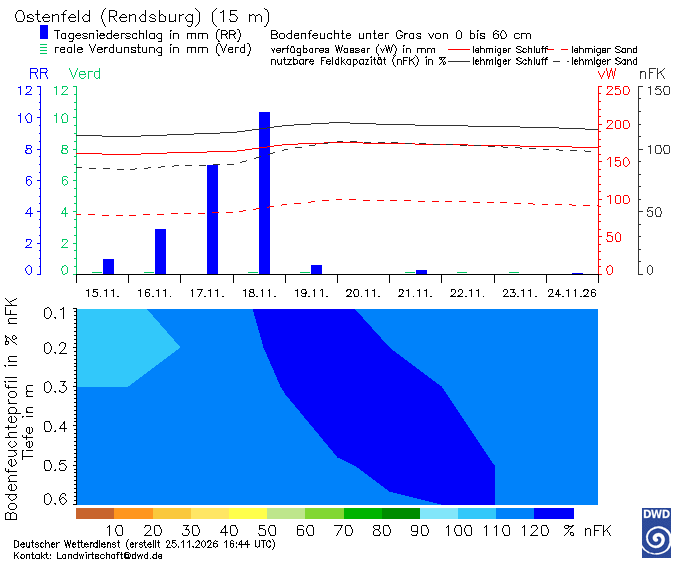 Ostenfeld (Rendsburg) (15 m)
Tagesniederschlag in mm (RR)
reale Verdunstung in mm (Verd)
Bodenfeuchte unter Gras von 0 bis 60 cm
verfügbares Wasser (vW) in mm lehmiger Schluff lehmiger Sand
nutzbare Feldkapazität (nFK) in % lehmiger Schluff lehmiger Sand
RR Verd vW nFK
12 12 250 150
10 10 200
8 8 150 100
6 6
4 4 100 50
2 2 50
0 0 0 0
15.11. 16.11. 17.11. 18.11. 19.11. 20.11. 21.11. 22.11. 23.11. 24.11.26
Bodenfeuchteprofil in % nFK
Tiefe in m
0.1
0.2
0.3
0.4
0.5
0.6
10 20 30 40 50 60 70 80 90 100 110 120 % nFK
Deutscher Wetterdienst (erstellt 25.11.2026 16:44 UTC)
Kontakt: Landwirtschaft@dwd.de
DWD